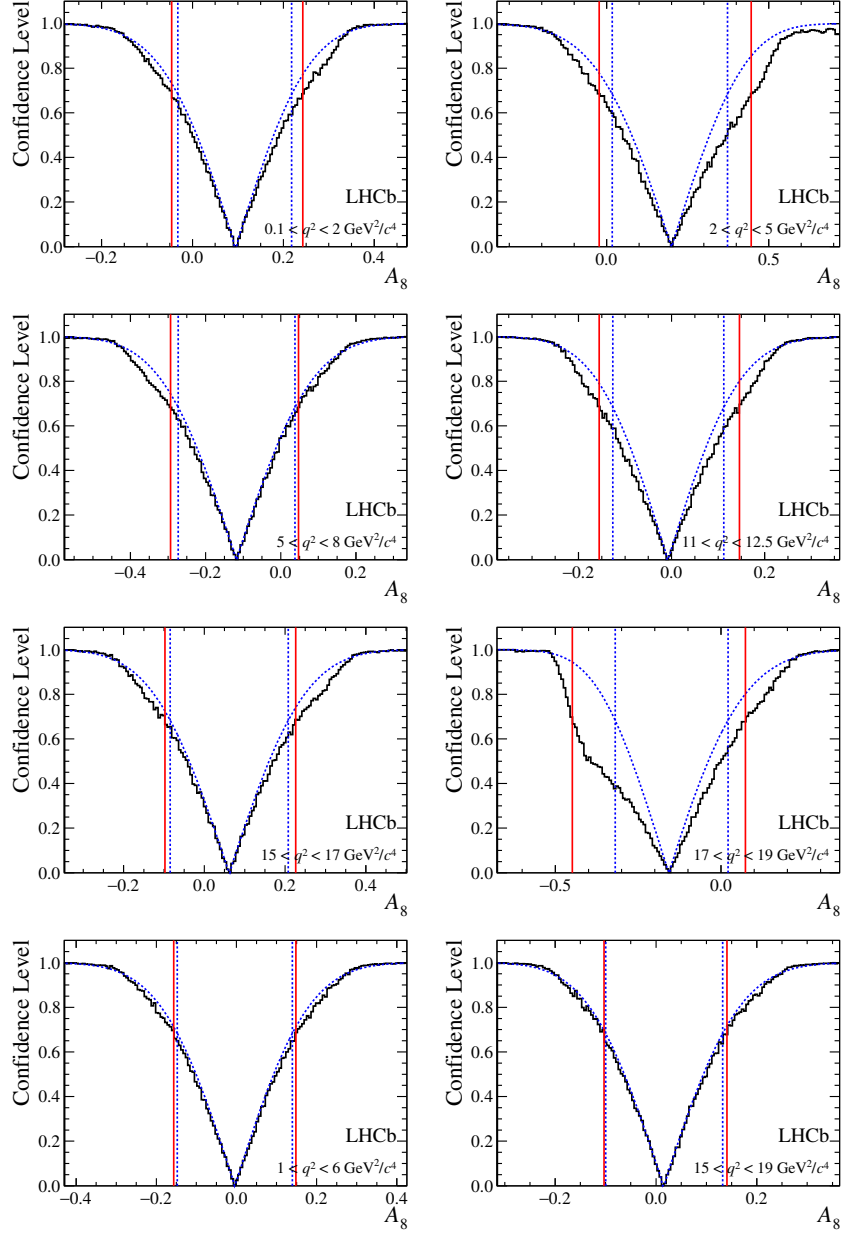 Confidence Level
1.0
0.8
0.6
0.4
0.2
0.0
LHCb
0.1 < q² < 2 GeV²/c⁴
−0.2 0.0 0.2 0.4
A₈
Confidence Level
1.0
0.8
0.6
0.4
0.2
0.0
LHCb
2 < q² < 5 GeV²/c⁴
0.0 0.5
A₈
Confidence Level
1.0
0.8
0.6
0.4
0.2
0.0
LHCb
5 < q² < 8 GeV²/c⁴
−0.4 −0.2 0.0 0.2
A₈
Confidence Level
1.0
0.8
0.6
0.4
0.2
0.0
LHCb
11 < q² < 12.5 GeV²/c⁴
−0.2 0.0 0.2
A₈
Confidence Level
1.0
0.8
0.6
0.4
0.2
0.0
LHCb
15 < q² < 17 GeV²/c⁴
−0.2 0.0 0.2 0.4
A₈
Confidence Level
1.0
0.8
0.6
0.4
0.2
0.0
LHCb
17 < q² < 19 GeV²/c⁴
−0.5 0.0
A₈
Confidence Level
1.0
0.8
0.6
0.4
0.2
0.0
LHCb
1 < q² < 6 GeV²/c⁴
−0.4 −0.2 0.0 0.2 0.4
A₈
Confidence Level
1.0
0.8
0.6
0.4
0.2
0.0
LHCb
15 < q² < 19 GeV²/c⁴
−0.2 0.0 0.2
A₈